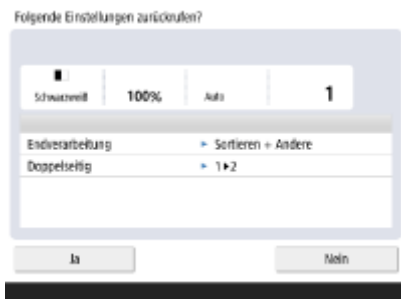 Folgende Einstellungen zurückrufen?
Schwarzweiß 100% Auto 1
Endverarbeitung ► Sortieren + Andere
Doppelseitig ► 1►2
Ja Nein